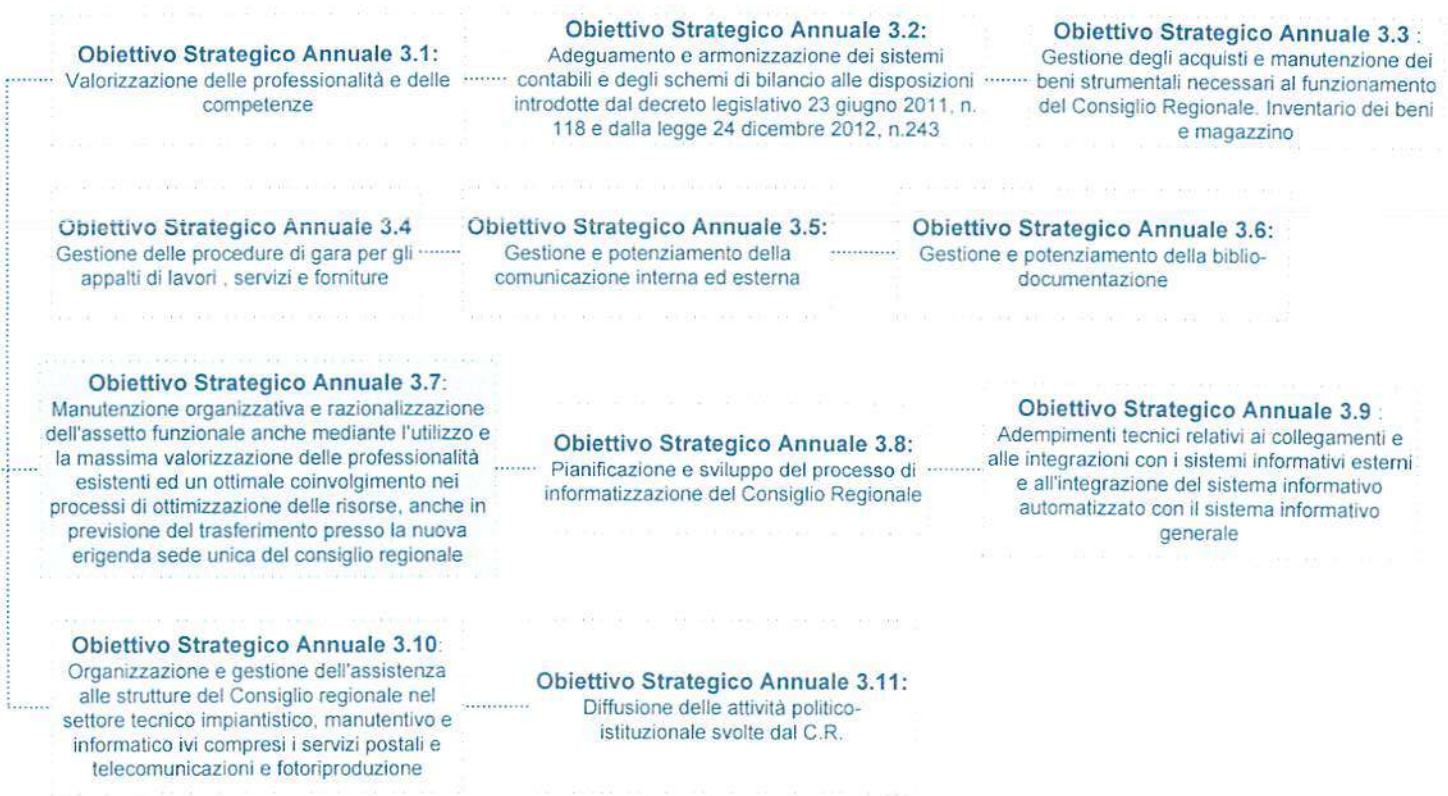 Obiettivo Strategico Annuale 3.1:
Valorizzazione delle professionalità e delle
competenze
Obiettivo Strategico Annuale 3.2:
Adeguamento e armonizzazione dei sistemi
contabili e degli schemi di bilancio alle disposizioni
introdotte dal decreto legislativo 23 giugno 2011, n.
118 e dalla legge 24 dicembre 2012, n.243
Obiettivo Strategico Annuale 3.3 :
Gestione degli acquisti e manutenzione dei
beni strumentali necessari al funzionamento
del Consiglio Regionale. Inventario dei beni
e magazzino
Obiettivo Strategico Annuale 3.4
Gestione delle procedure di gara per gli
appalti di lavori , servizi e forniture
Obiettivo Strategico Annuale 3.5:
Gestione e potenziamento della
comunicazione interna ed esterna
Obiettivo Strategico Annuale 3.6:
Gestione e potenziamento della biblio-
documentazione
Obiettivo Strategico Annuale 3.7:
Manutenzione organizzativa e razionalizzazione
dell'assetto funzionale anche mediante l'utilizzo e
la massima valorizzazione delle professionalità
esistenti ed un ottimale coinvolgimento nei
processi di ottimizzazione delle risorse, anche in
previsione del trasferimento presso la nuova
erigenda sede unica del consiglio regionale
Obiettivo Strategico Annuale 3.8:
Pianificazione e sviluppo del processo di
informatizzazione del Consiglio Regionale
Obiettivo Strategico Annuale 3.9 :
Adempimenti tecnici relativi ai collegamenti e
alle integrazioni con i sistemi informativi esterni
e all'integrazione del sistema informativo
automatizzato con il sistema informativo
generale
Obiettivo Strategico Annuale 3.10:
Organizzazione e gestione dell'assistenza
alle strutture del Consiglio regionale nel
settore tecnico impiantistico, manutentivo e
informatico ivi compresi i servizi postali e
telecomunicazioni e fotoriproduzione
Obiettivo Strategico Annuale 3.11:
Diffusione delle attività politico-
istituzionale svolte dal C.R.